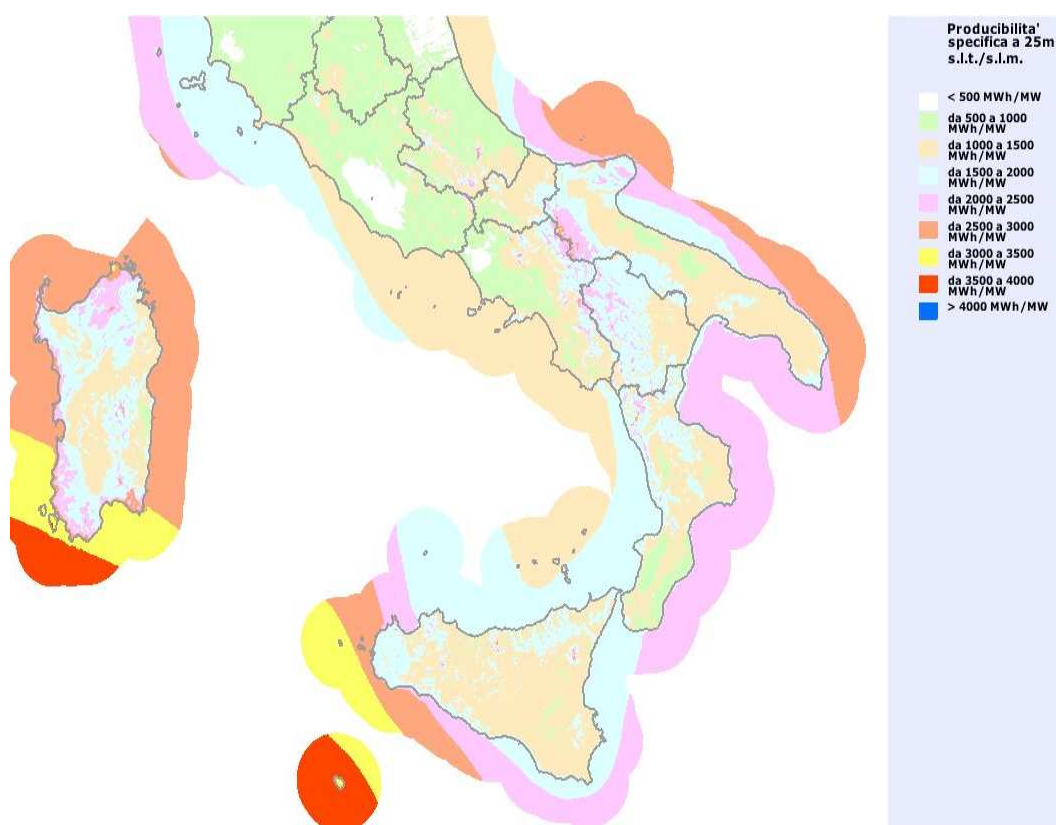 Producibilita'
specifica a 25m
s.l.t./s.l.m.
< 500 MWh/MW
da 500 a 1000
MWh/MW
da 1000 a 1500
MWh/MW
da 1500 a 2000
MWh/MW
da 2000 a 2500
MWh/MW
da 2500 a 3000
MWh/MW
da 3000 a 3500
MWh/MW
da 3500 a 4000
MWh/MW
> 4000 MWh/MW